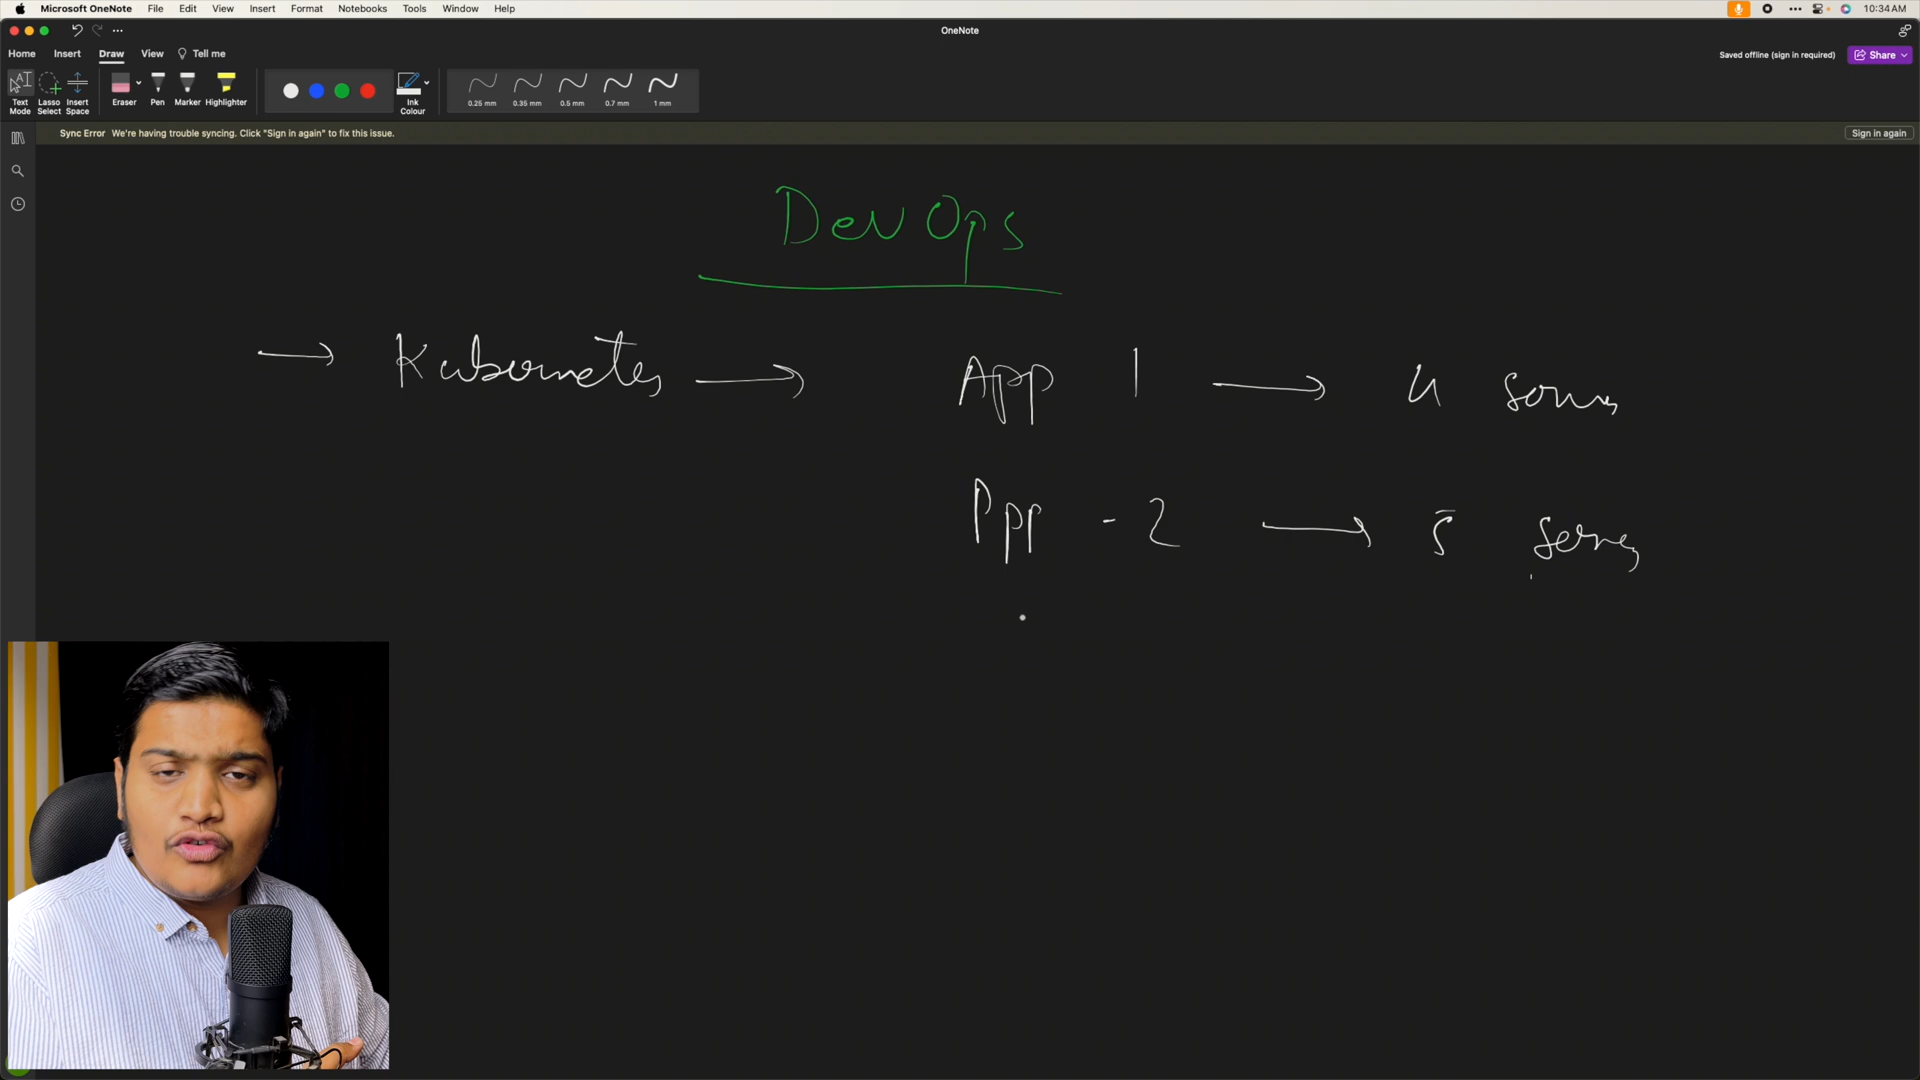 Microsoft OneNote File Edit View Insert Format Notebooks Tools Window Help 10:34 AM
OneNote
Home Insert Draw View Tell me
Saved offline (sign in required) Share
Text Mode Lasso Select Insert Space Eraser Pen Marker Highlighter Ink Colour 0.25 mm 0.35 mm 0.5 mm 0.7 mm 1 mm
Sync Error We're having trouble syncing. Click "Sign in again" to fix this issue. Sign in again
DevOps
→ Kubernetes → App 1 →
Ppp - 2 → 5